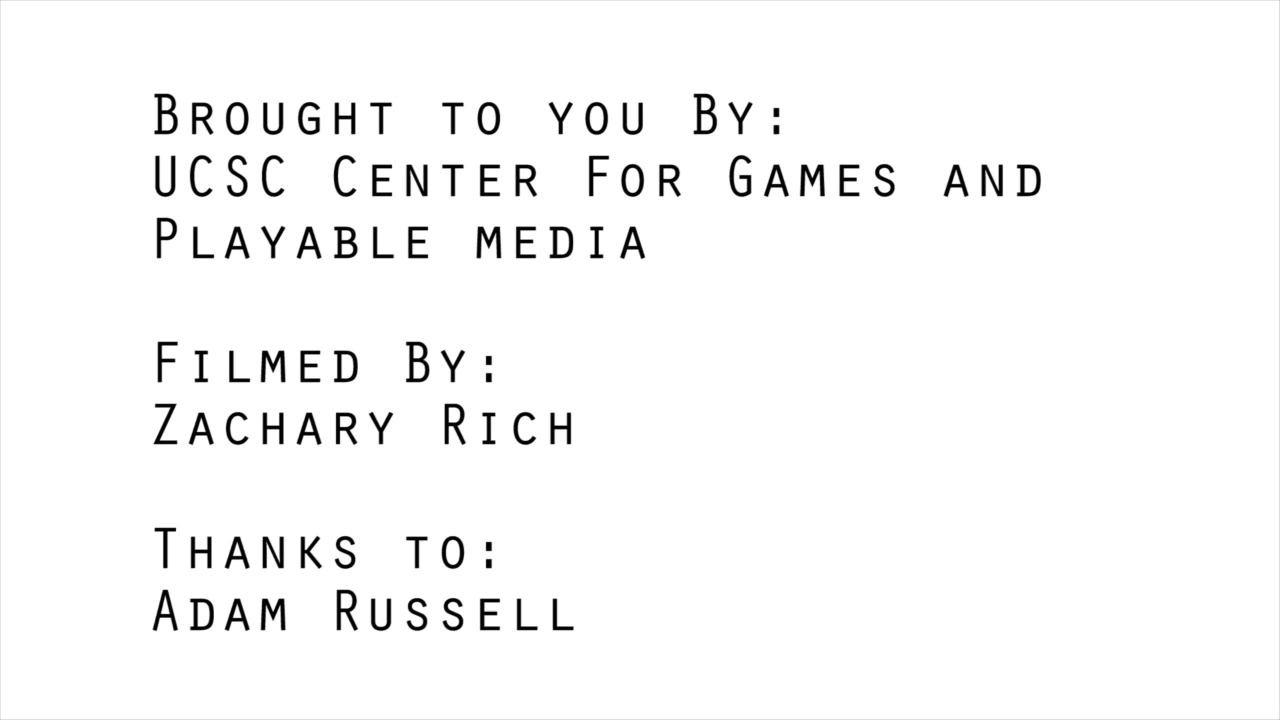 Brought to you By:
UCSC Center For Games and
Playable media
Filmed By:
Zachary Rich
Thanks to:
Adam Russell